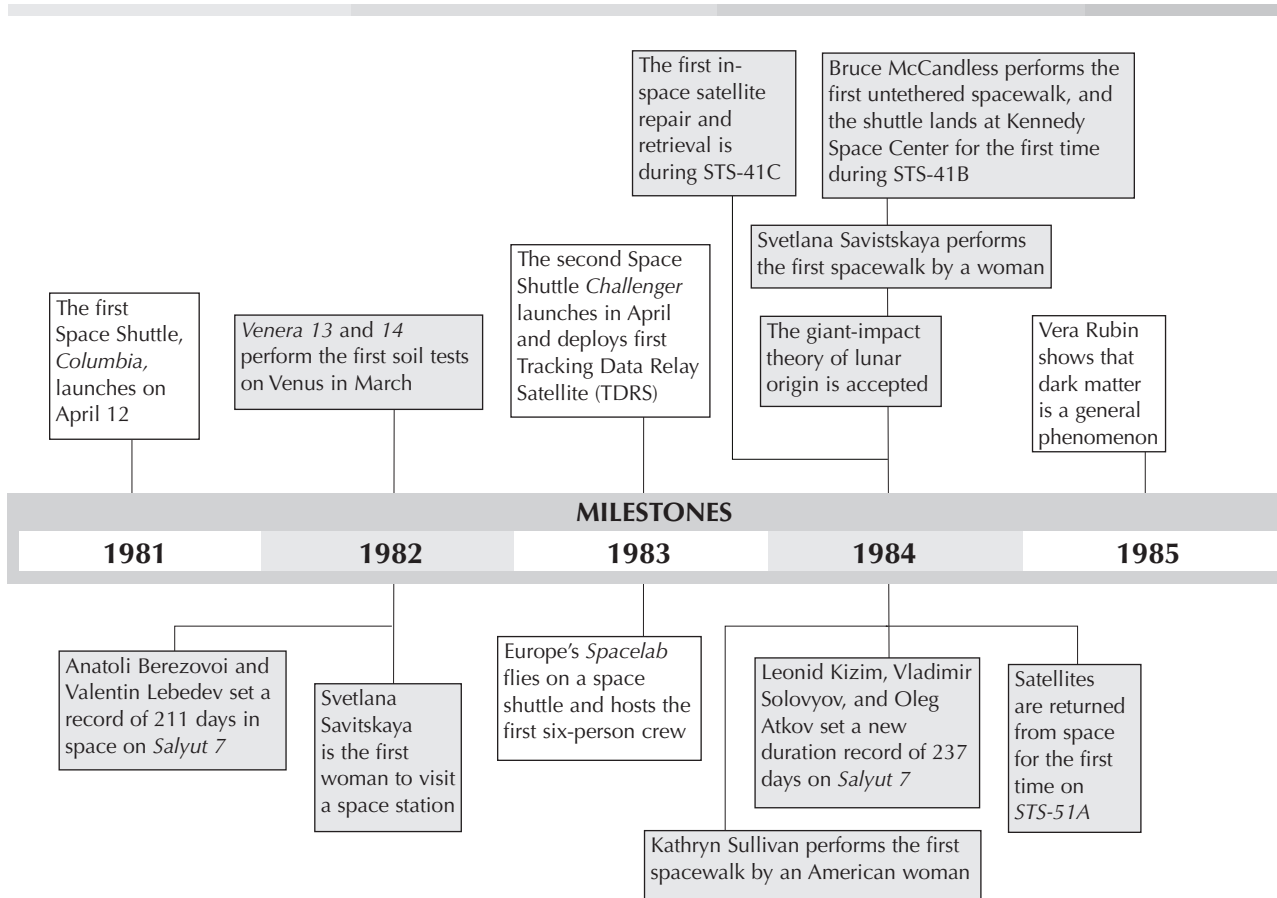 The first in-
space satellite
repair and
retrieval is
during STS-41C
Bruce McCandless performs the
first untethered spacewalk, and
the shuttle lands at Kennedy
Space Center for the first time
during STS-41B
Svetlana Savistskaya performs
the first spacewalk by a woman
The first
Space Shuttle,
Columbia,
launches on
April 12
Venera 13 and 14
perform the first soil tests
on Venus in March
The second Space
Shuttle Challenger
launches in April
and deploys first
Tracking Data Relay
Satellite (TDRS)
The giant-impact
theory of lunar
origin is accepted
Vera Rubin
shows that
dark matter
is a general
phenomenon
MILESTONES
1981 1982 1983 1984 1985
Anatoli Berezovoi and
Valentin Lebedev set a
record of 211 days in
space on Salyut 7
Svetlana
Savitskaya
is the first
woman to visit
a space station
Europe's Spacelab
flies on a space
shuttle and hosts the
first six-person crew
Leonid Kizim, Vladimir
Solovyov, and Oleg
Atkov set a new
duration record of 237
days on Salyut 7
Satellites
are returned
from space
for the first
time on
STS-51A
Kathryn Sullivan performs the first
spacewalk by an American woman